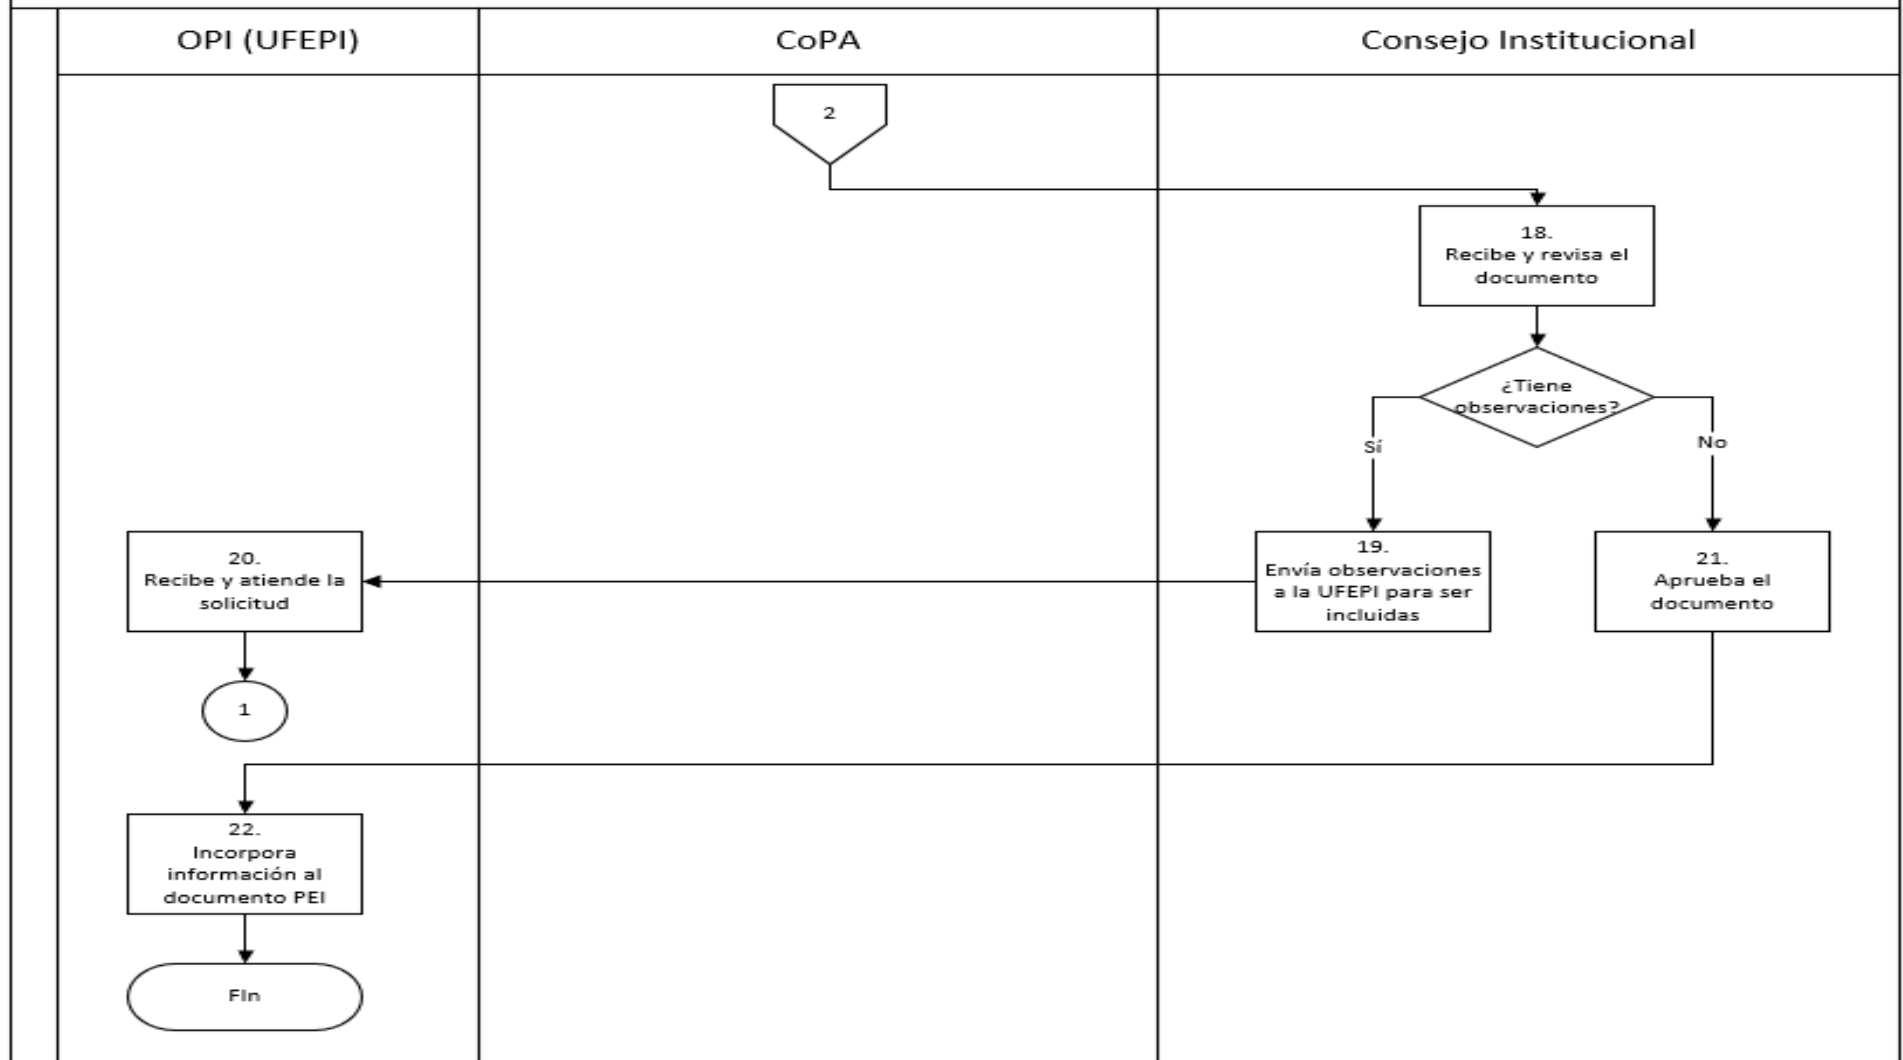 OPI (UFEPI)
CoPA
Consejo Institucional
2
18.
Recibe y revisa el
documento
¿Tiene
observaciones?
Sí
No
20.
Recibe y atiende la
solicitud
19.
Envía observaciones
a la UFEPI para ser
incluidas
21.
Aprueba el
documento
1
22.
Incorpora
información al
documento PEI
FIn